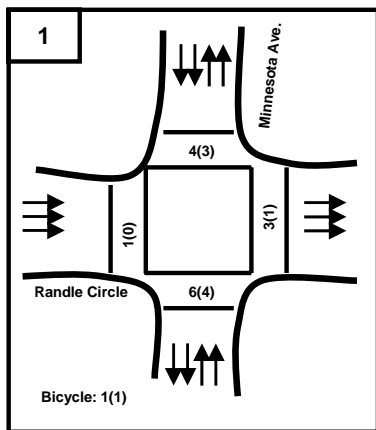 1
Minnesota Ave.
4(3)
1(0)
3(1)
Randle Circle
6(4)
Bicycle: 1(1)